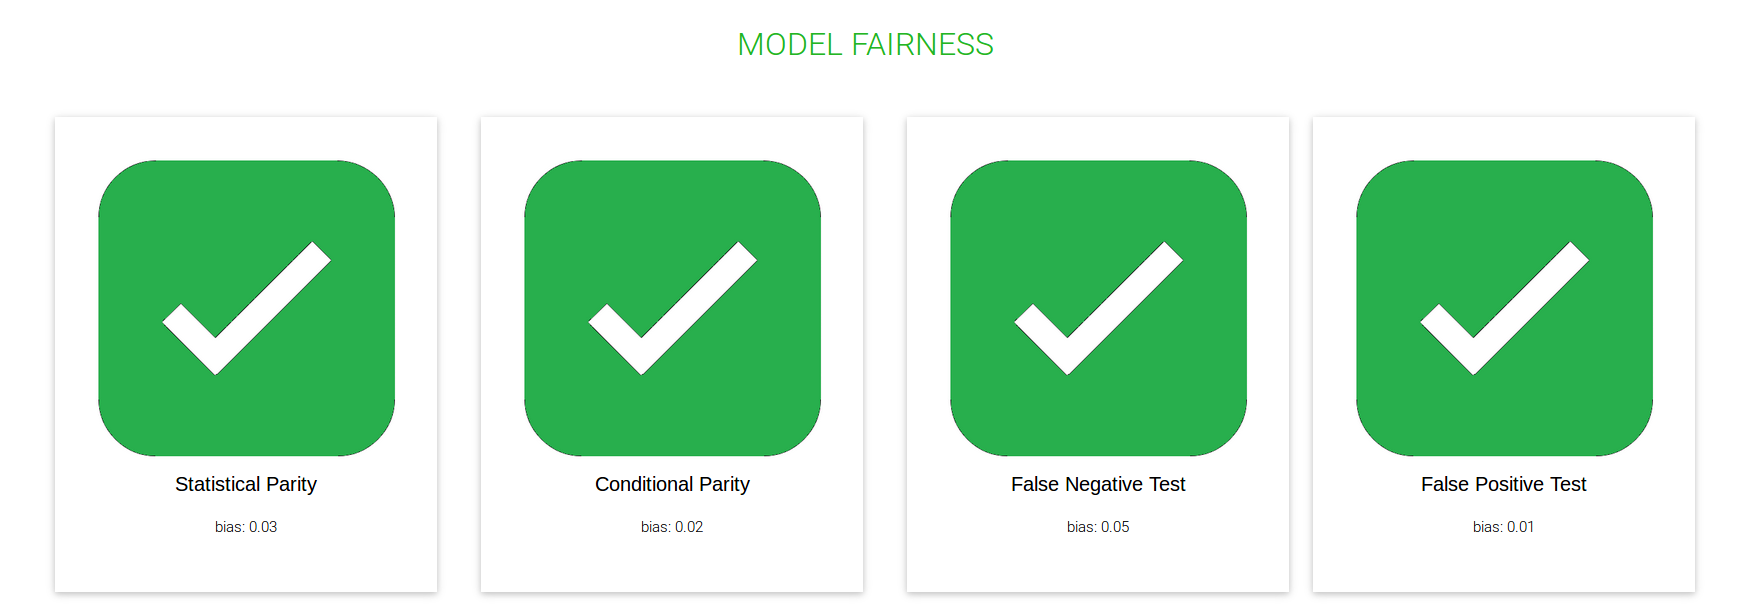 MODEL FAIRNESS
Statistical Parity
bias: 0.03
Conditional Parity
bias: 0.02
False Negative Test
bias: 0.05
False Positive Test
bias: 0.01